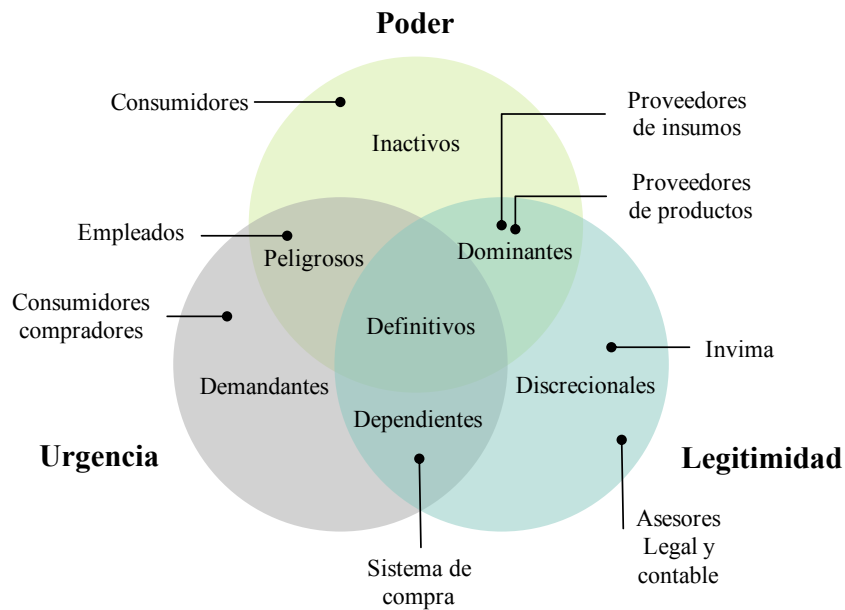 Poder
Consumidores
Proveedores
de insumos
Inactivos
Proveedores
de productos
Empleados
Peligrosos
Dominantes
Consumidores
compradores
Definitivos
Invima
Demandantes
Discrecionales
Dependientes
Urgencia
Legitimidad
Asesores
Legal y
contable
Sistema de
compra